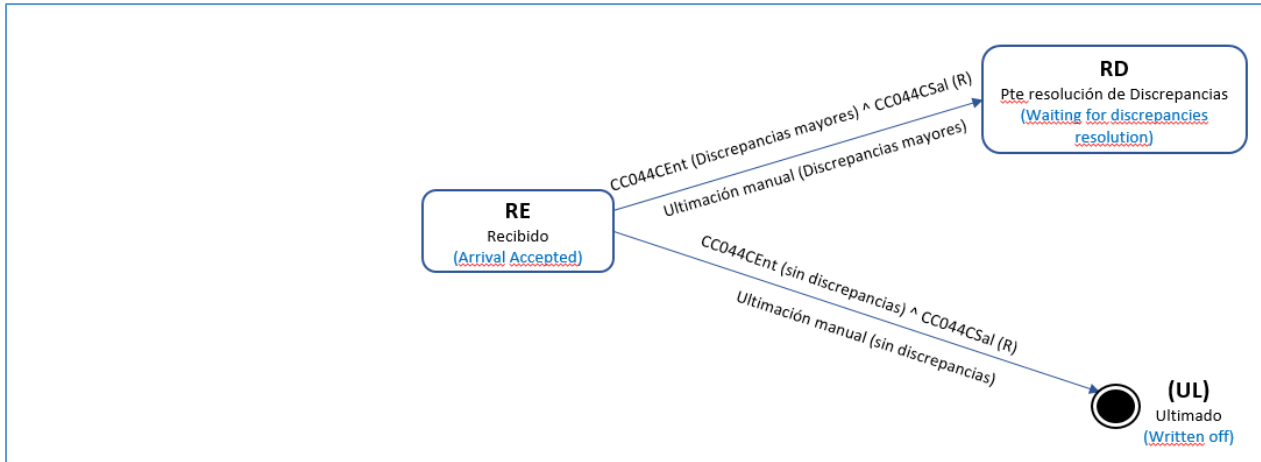 RD
Pte resolución de Discrepancias
(Waiting for discrepancies
resolution)
CC044CEnt (Discrepancias mayores) ^ CC044CSal (R)
Ultimación manual (Discrepancias mayores)
RE
Recibido
(Arrival Accepted)
CC044CEnt (sin discrepancias) ^ CC044CSal (R)
Ultimación manual (sin discrepancias)
(UL)
Ultimado
(Written off)